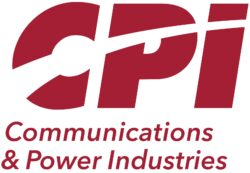 CPI
Communications
& Power Industries